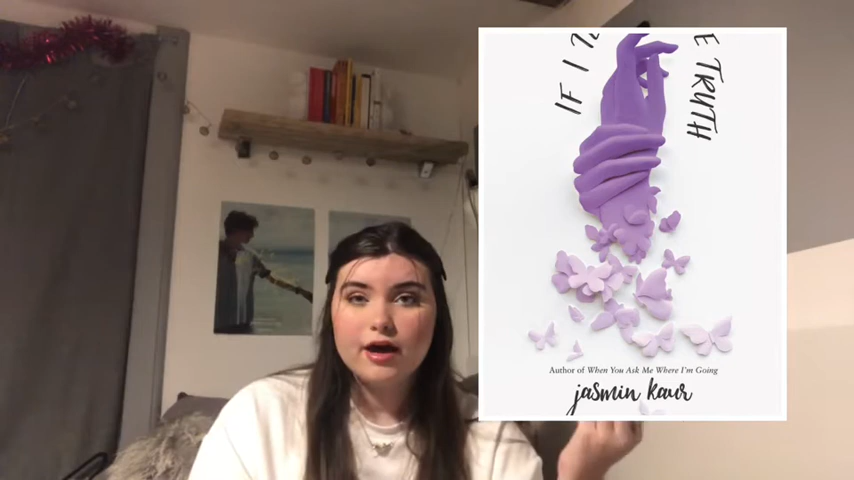 IF I
E TRUTH
Author of When You Ask Me Where I'm Going
jasmin kaur